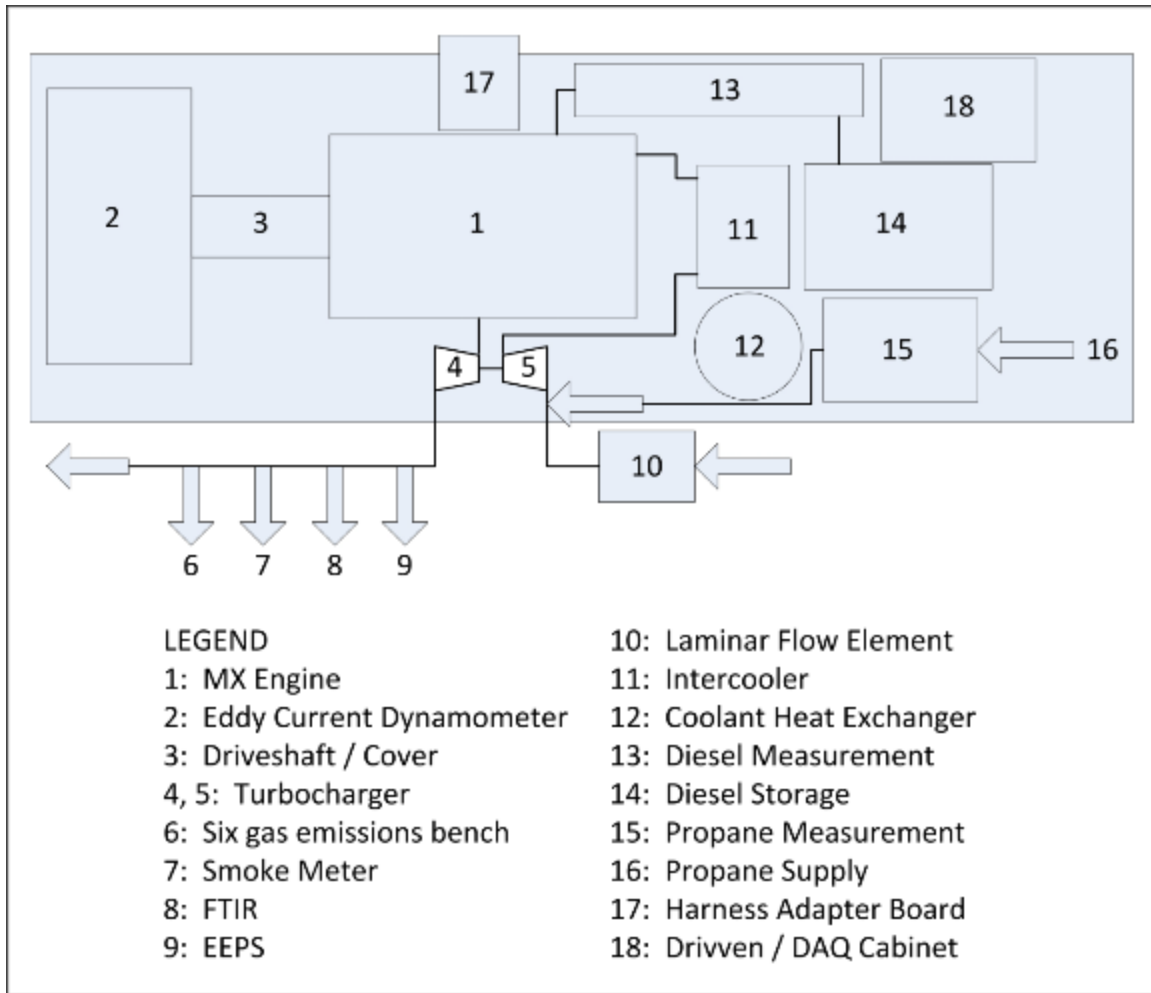 17
13
18
2
3
1
11
14
4
5
12
15
16
10
6
7
8
9
LEGEND
1: MX Engine
2: Eddy Current Dynamometer
3: Driveshaft / Cover
4, 5: Turbocharger
6: Six gas emissions bench
7: Smoke Meter
8: FTIR
9: EEPS
10: Laminar Flow Element
11: Intercooler
12: Coolant Heat Exchanger
13: Diesel Measurement
14: Diesel Storage
15: Propane Measurement
16: Propane Supply
17: Harness Adapter Board
18: Drivven / DAQ Cabinet